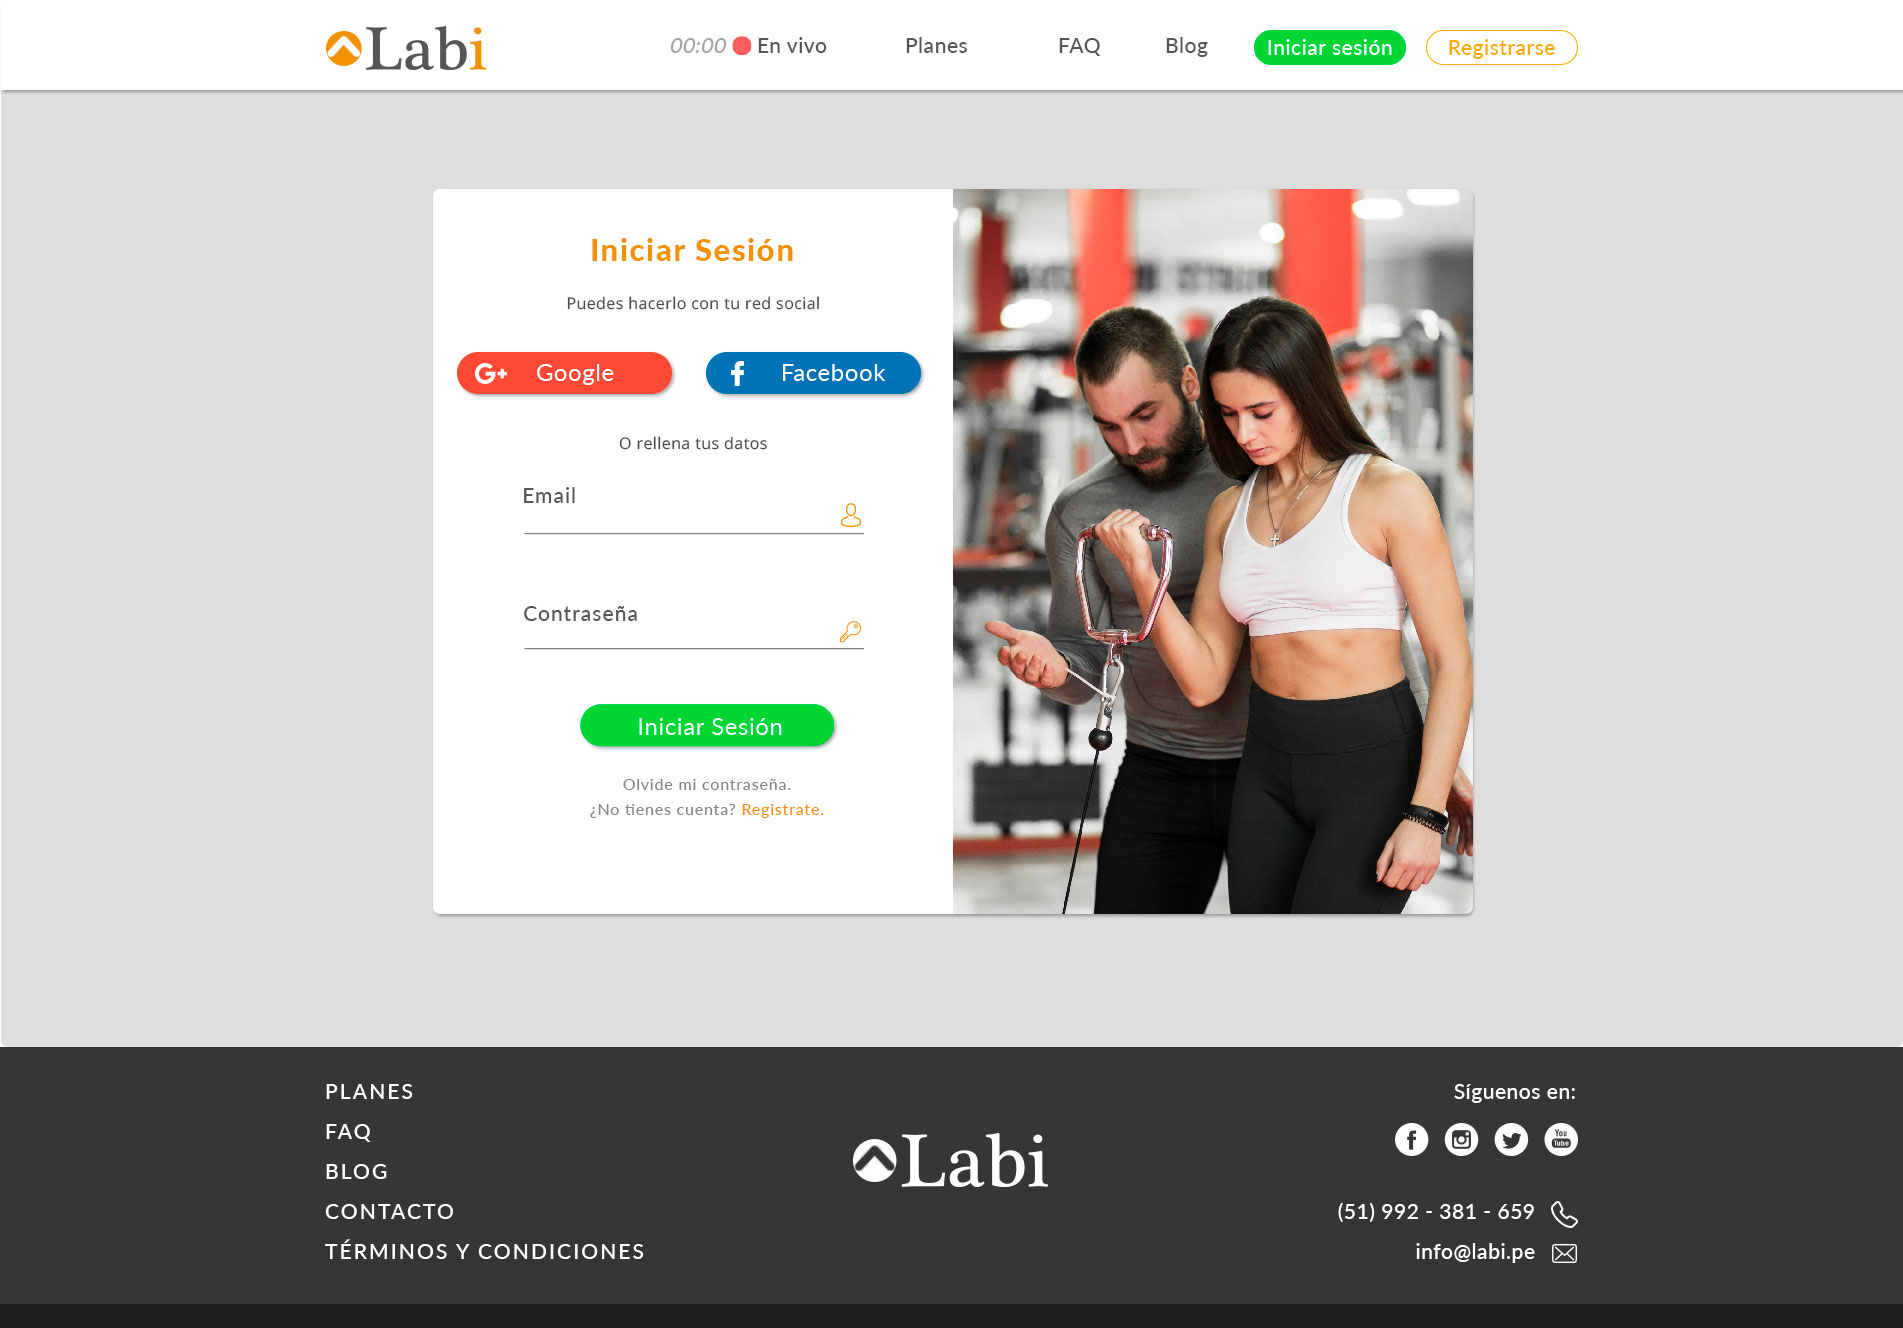 Labi
00:00 En vivo
Planes
FAQ
Blog
Iniciar sesión
Registrarse
Iniciar Sesión
Puedes hacerlo con tu red social
G+ Google
f Facebook
O rellena tus datos
Email
Contraseña
Iniciar Sesión
Olvide mi contraseña.
¿No tienes cuenta? Registrate.
PLANES
FAQ
BLOG
CONTACTO
TÉRMINOS Y CONDICIONES
Labi
Síguenos en:
f
You
Tube
(51) 992 - 381 - 659
info@labi.pe